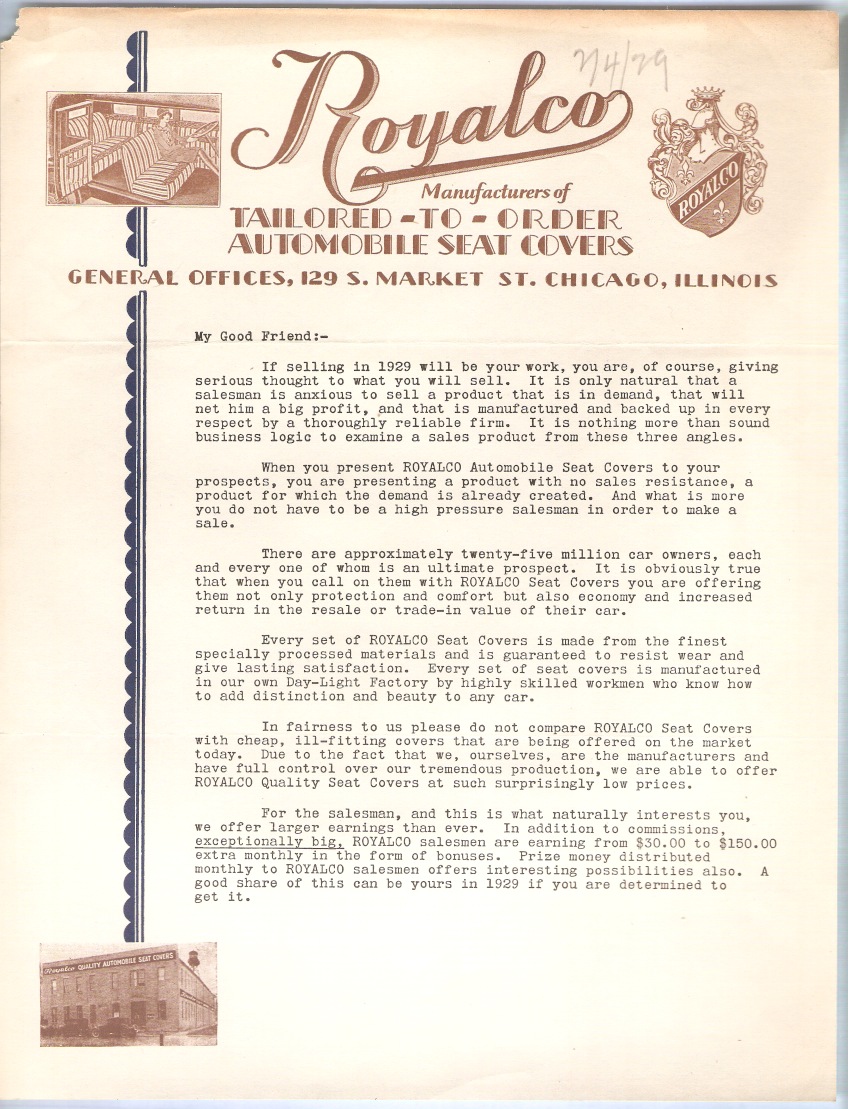 2/4/29
Royalco
Manufacturers of
TAILORED-TO-ORDER
AUTOMOBILE SEAT COVERS
ROYALCO
GENERAL OFFICES, 129 S. MARKET ST. CHICAGO, ILLINOIS
My Good Friend:-
If selling in 1929 will be your work, you are, of course, giving
serious thought to what you will sell. It is only natural that a
salesman is anxious to sell a product that is in demand, that will
net him a big profit, and that is manufactured and backed up in every
respect by a thoroughly reliable firm. It is nothing more than sound
business logic to examine a sales product from these three angles.
When you present ROYALCO Automobile Seat Covers to your
prospects, you are presenting a product with no sales resistance, a
product for which the demand is already created. And what is more
you do not have to be a high pressure salesman in order to make a
sale.
There are approximately twenty-five million car owners, each
and every one of whom is an ultimate prospect. It is obviously true
that when you call on them with ROYALCO Seat Covers you are offering
them not only protection and comfort but also economy and increased
return in the resale or trade-in value of their car.
Every set of ROYALCO Seat Covers is made from the finest
specially processed materials and is guaranteed to resist wear and
give lasting satisfaction. Every set of seat covers is manufactured
in our own Day-Light Factory by highly skilled workmen who know how
to add distinction and beauty to any car.
In fairness to us please do not compare ROYALCO Seat Covers
with cheap, ill-fitting covers that are being offered on the market
today. Due to the fact that we, ourselves, are the manufacturers and
have full control over our tremendous production, we are able to offer
ROYALCO Quality Seat Covers at such surprisingly low prices.
For the salesman, and this is what naturally interests you,
we offer larger earnings than ever. In addition to commissions,
exceptionally big, ROYALCO salesmen are earning from $30.00 to $150.00
extra monthly in the form of bonuses. Prize money distributed
monthly to ROYALCO salesmen offers interesting possibilities also. A
good share of this can be yours in 1929 if you are determined to
get it.
Royalco QUALITY AUTOMOBILE SEAT COVERS